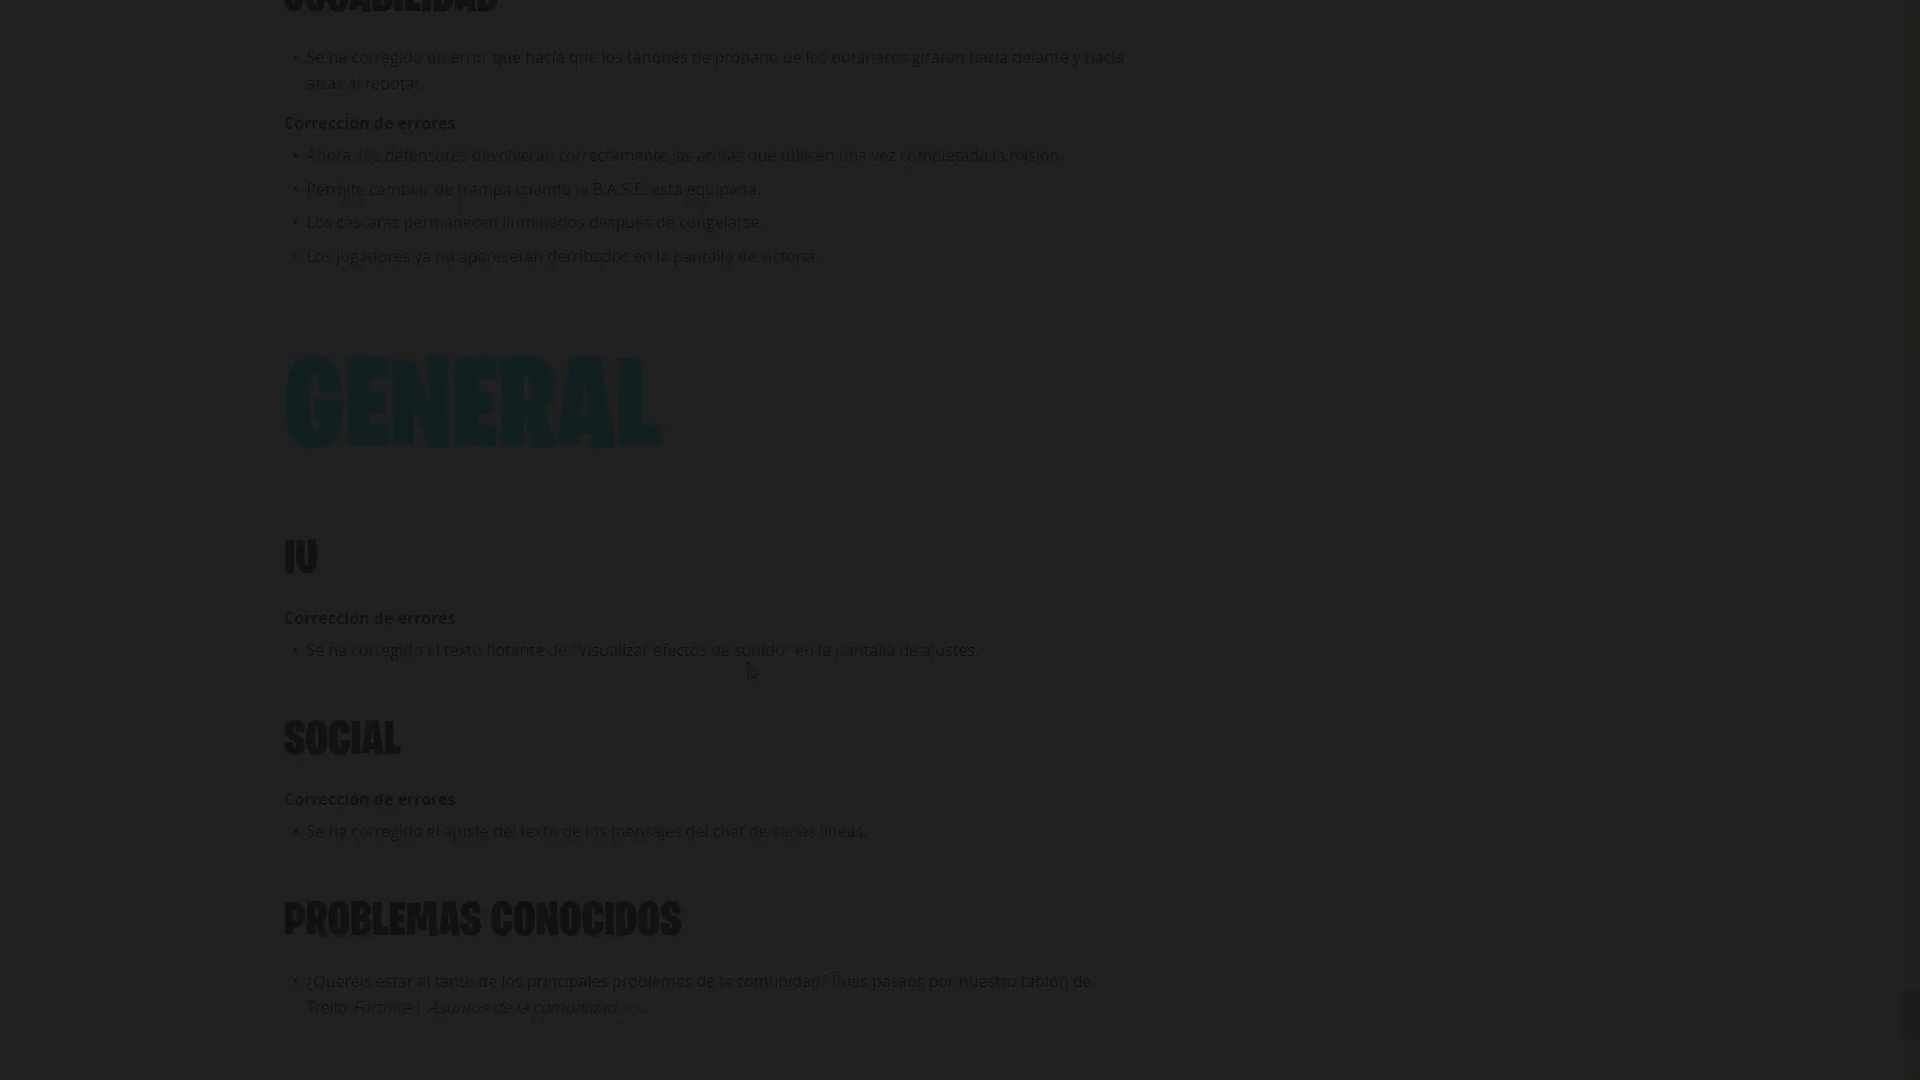 JUGABILIDAD
• Se ha corregido un error que hacía que los tanques de propano de los butaneros giraran hacia delante y hacia
atrás al rebotar.
Corrección de errores
• Ahora, los defensores devolverán correctamente las armas que utilicen una vez completada la misión.
• Permite cambiar de trampa cuando la B.A.S.E. está equipada.
• Los cáscaras permanecen iluminados después de congelarse.
• Los jugadores ya no aparecerán derribados en la pantalla de victoria.
GENERAL
IU
Corrección de errores
• Se ha corregido el texto flotante de "Visualizar efectos de sonido" en la pantalla de ajustes.
SOCIAL
Corrección de errores
• Se ha corregido el ajuste del texto de los mensajes del chat de varias líneas.
PROBLEMAS CONOCIDOS
• ¿Queréis estar al tanto de los principales problemas de la comunidad? Pues pasaos por nuestro tablón de
Trello Fortnite | Asuntos de la comunidad